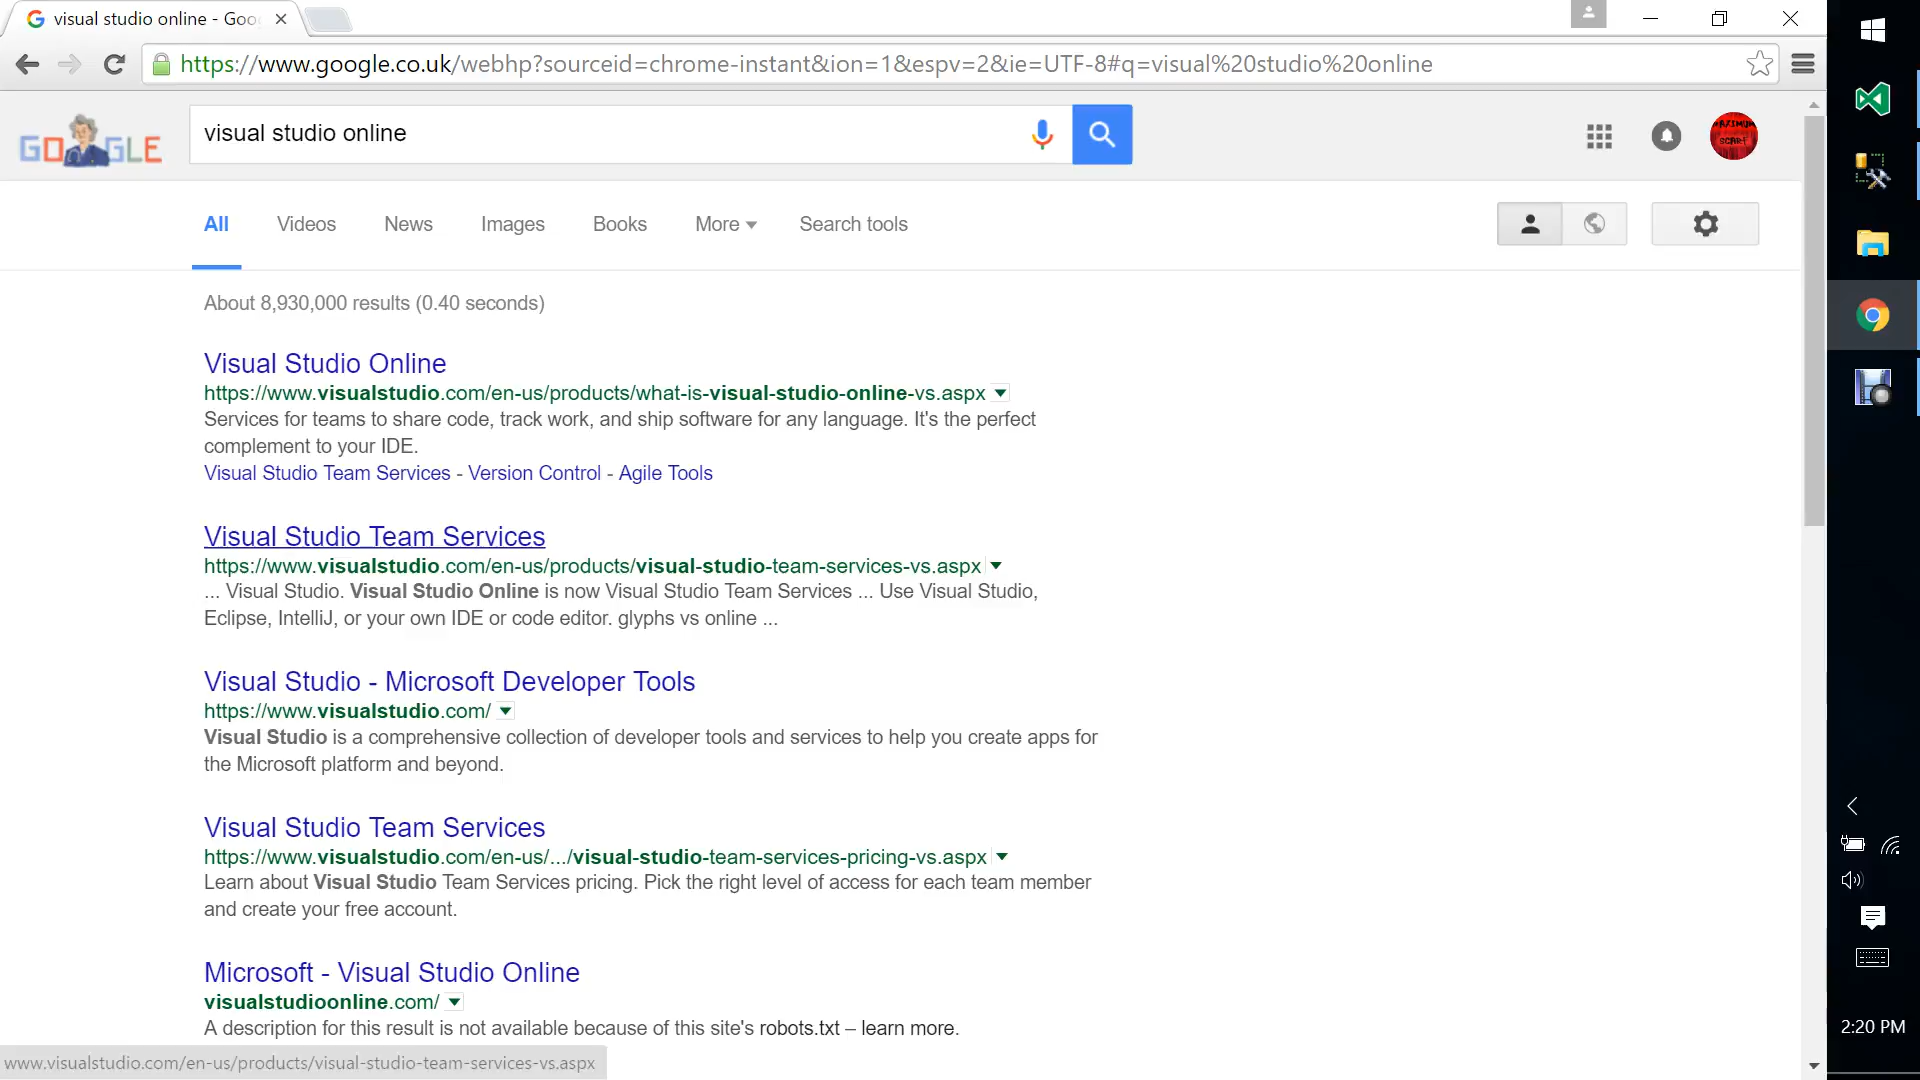 visual studio online - Goo
https://www.google.co.uk/webhp?sourceid=chrome-instant&ion=1&espv=2&ie=UTF-8#q=visual%20studio%20online
GOOGLE
visual studio online
All Videos News Images Books More Search tools
About 8,930,000 results (0.40 seconds)
Visual Studio Online
https://www.visualstudio.com/en-us/products/what-is-visual-studio-online-vs.aspx
Services for teams to share code, track work, and ship software for any language. It's the perfect
complement to your IDE.
Visual Studio Team Services - Version Control - Agile Tools
Visual Studio Team Services
https://www.visualstudio.com/en-us/products/visual-studio-team-services-vs.aspx
... Visual Studio. Visual Studio Online is now Visual Studio Team Services ... Use Visual Studio,
Eclipse, IntelliJ, or your own IDE or code editor. glyphs vs online ...
Visual Studio - Microsoft Developer Tools
https://www.visualstudio.com/
Visual Studio is a comprehensive collection of developer tools and services to help you create apps for
the Microsoft platform and beyond.
Visual Studio Team Services
https://www.visualstudio.com/en-us/.../visual-studio-team-services-pricing-vs.aspx
Learn about Visual Studio Team Services pricing. Pick the right level of access for each team member
and create your free account.
Microsoft - Visual Studio Online
visualstudioonline.com/
A description for this result is not available because of this site's robots.txt – learn more.
www.visualstudio.com/en-us/products/visual-studio-team-services-vs.aspx
2:20 PM